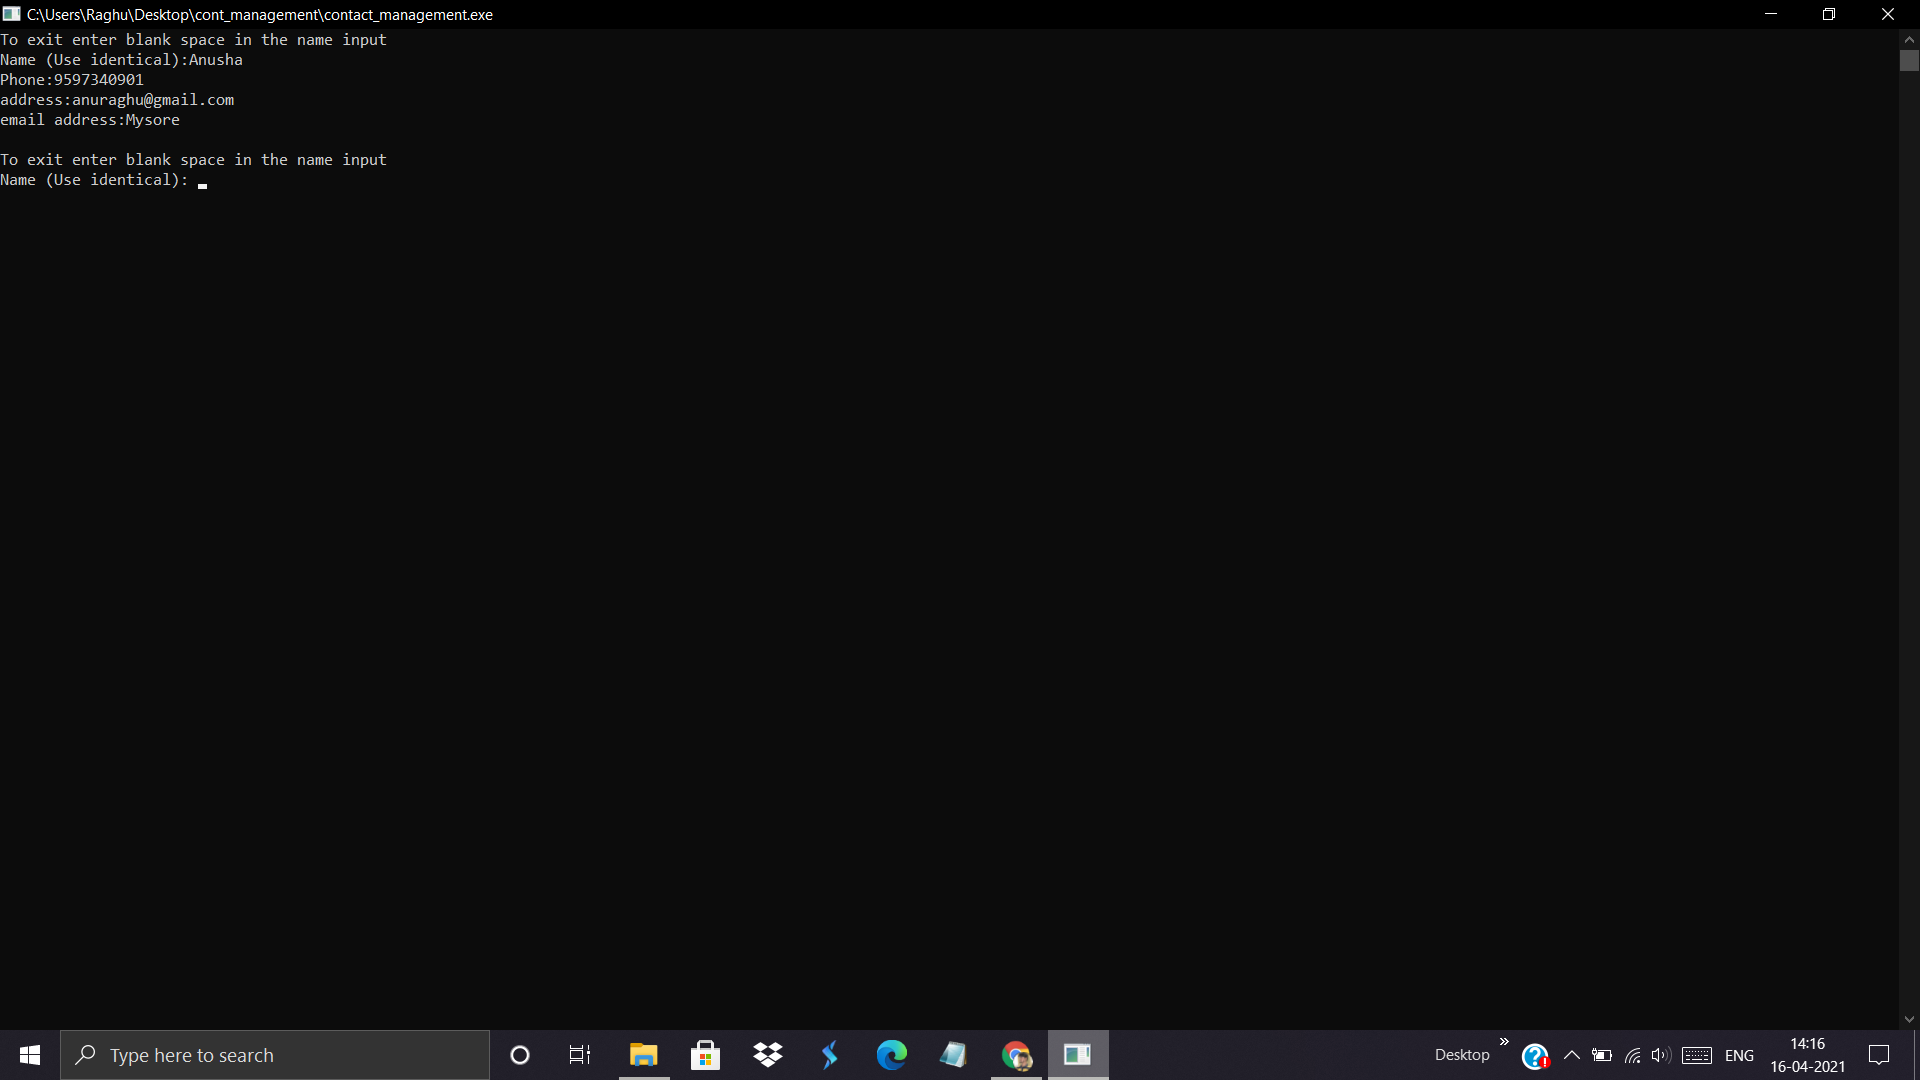 C:\Users\Raghu\Desktop\cont_management\contact_management.exe
To exit enter blank space in the name input
Name (Use identical):Anusha
Phone:9597340901
address:anuraghu@gmail.com
email address:Mysore
To exit enter blank space in the name input
Name (Use identical):
Type here to search
Desktop
ENG
14:16
16-04-2021